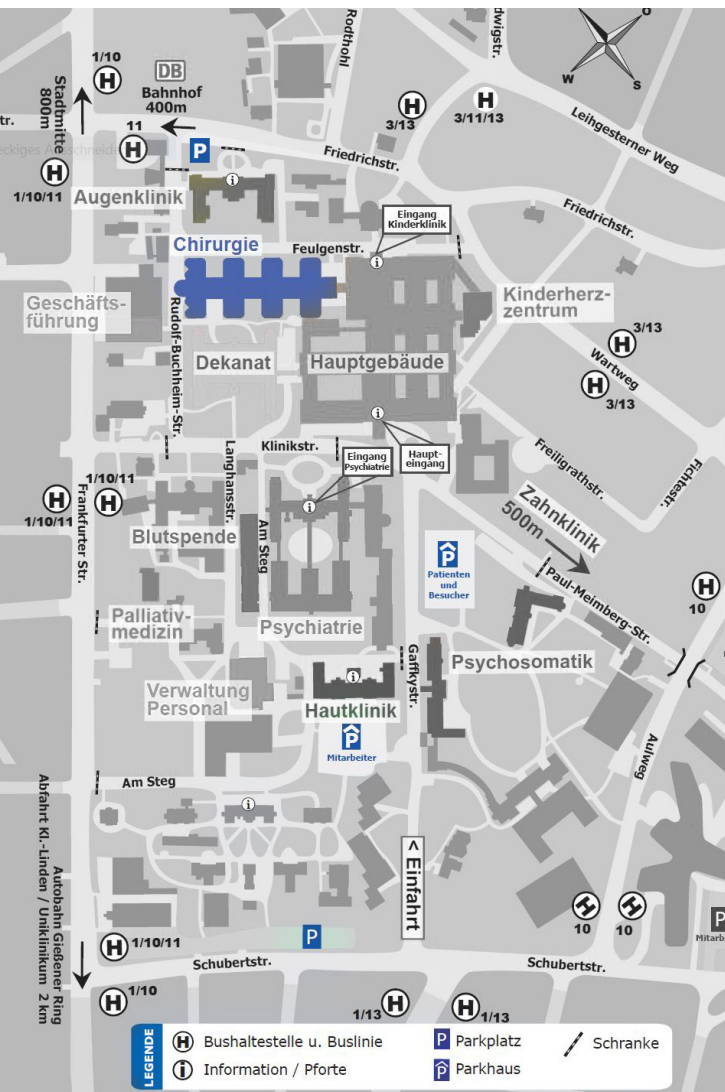 1/10
H
DB
Bahnhof
400m
Stadtmitte
800m
11
H
P
H
1/10/11
Augenklinik
i
Rodthohl
H
3/13
H
3/11/13
Leihgesterner Weg
O
W
S
Friedrichstr.
Friedrichstr.
Eingang
Kinderklinik
i
Chirurgie
Feulgenstr.
Geschäfts-
führung
Rudolf-Buchheim-Str.
Dekanat
Hauptgebäude
Kinderherz-
zentrum
H
3/13
Wartweg
H
3/13
i
Haupt-
eingang
Klinikstr.
Eingang
Psychiatrie
i
Langhansstr.
Freiligrathstr.
Fichtestr.
Zahnklinik
500m
1/10/11
H
H
1/10/11
Frankfurter Str.
Blutspende
Am Steg
P
Patienten
und
Besucher
Paul-Meimberg-Str.
H
10
Palliativ-
medizin
Psychiatrie
Psychosomatik
Gaffkystr.
Verwaltung
Personal
i
Hautklinik
P
Mitarbeiter
Aulweg
Am Steg
i
< Einfahrt
Abfahrt Kl.-Linden / Uniklinikum 2 km
Autobahn Gießener Ring
H
10
H
10
P
H
1/10/11
P
Schubertstr.
Schubertstr.
H
1/10
H
1/13
H
1/13
LEGENDE
H Bushaltestelle u. Buslinie
i Information / Pforte
P Parkplatz
P Parkhaus
Schranke